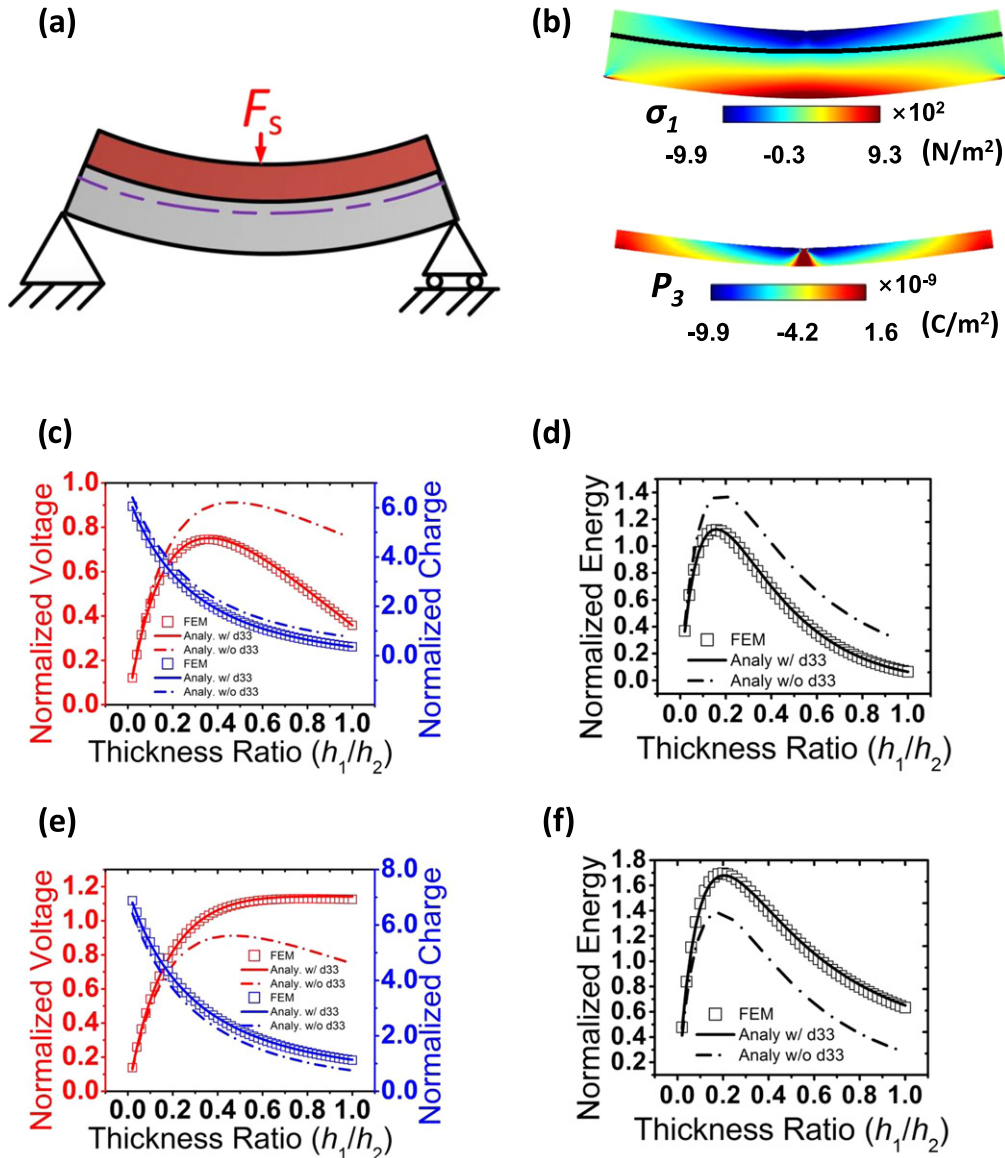 (a)
F_s
(b)
σ_1
×10^2
-9.9 -0.3 9.3 (N/m^2)
P_3
×10^-9
-9.9 -4.2 1.6 (C/m^2)
(c)
Normalized Voltage
1.0
0.8
0.6
0.4
0.2
0.0
FEM
Analy. w/ d33
Analy. w/o d33
FEM
Analy. w/ d33
Analy. w/o d33
6.0
4.0
2.0
0.0
Normalized Charge
0.0 0.2 0.4 0.6 0.8 1.0
Thickness Ratio (h_1/h_2)
(d)
Normalized Energy
1.4
1.2
1.0
0.8
0.6
0.4
0.2
0.0
FEM
Analy w/ d33
Analy w/o d33
0.0 0.2 0.4 0.6 0.8 1.0
Thickness Ratio (h_1/h_2)
(e)
Normalized Voltage
1.2
1.0
0.8
0.6
0.4
0.2
0.0
FEM
Analy. w/ d33
Analy. w/o d33
FEM
Analy. w/ d33
Analy. w/o d33
8.0
6.0
4.0
2.0
0.0
Normalized Charge
0.0 0.2 0.4 0.6 0.8 1.0
Thickness Ratio (h_1/h_2)
(f)
Normalized Energy
1.8
1.6
1.4
1.2
1.0
0.8
0.6
0.4
0.2
FEM
Analy w/ d33
Analy w/o d33
0.0 0.2 0.4 0.6 0.8 1.0
Thickness Ratio (h_1/h_2)